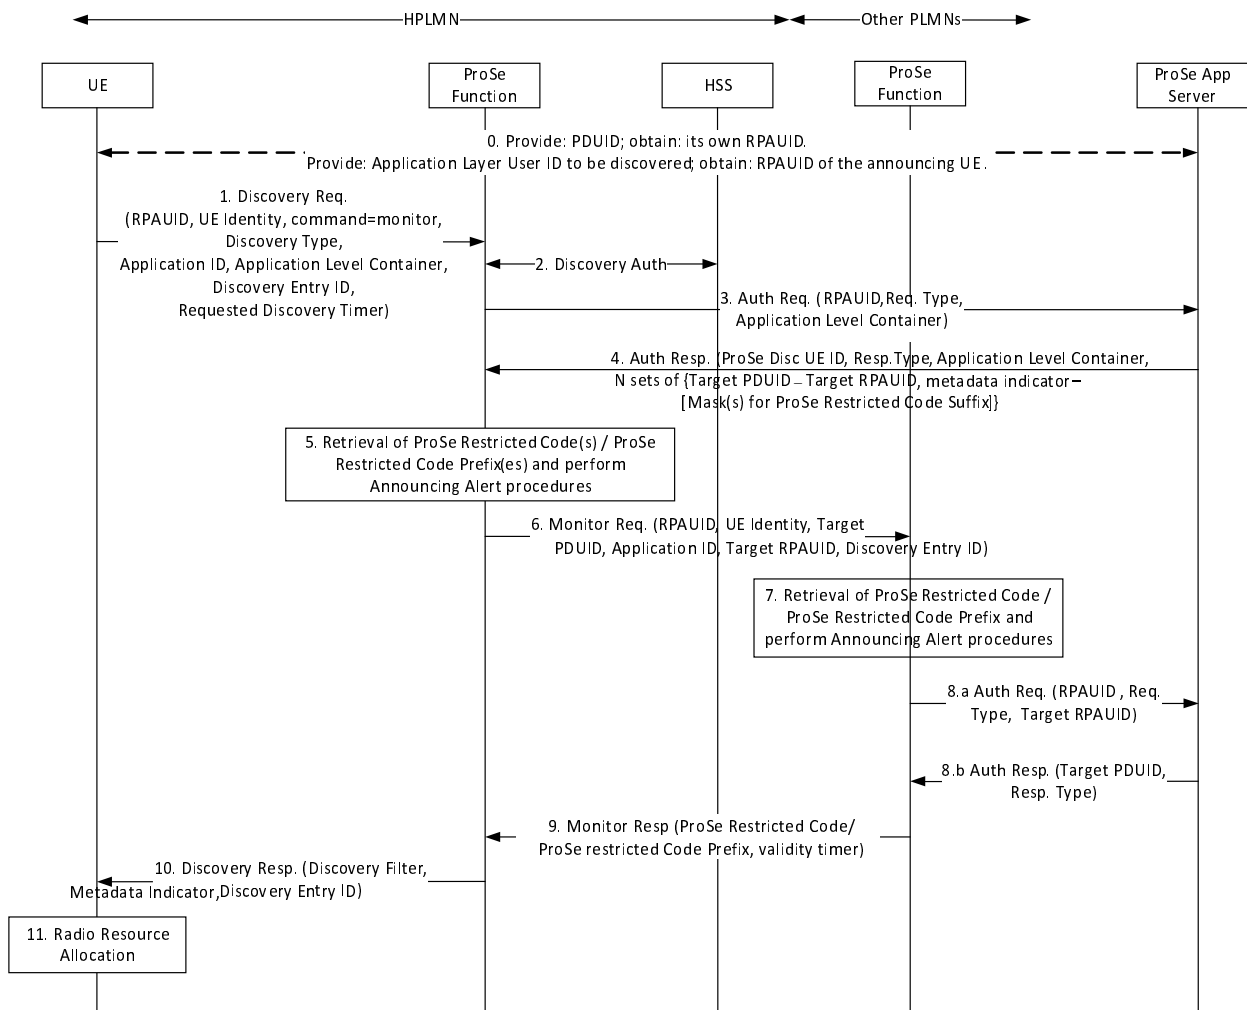 HPLMN
Other PLMNs
UE
ProSe
Function
HSS
ProSe
Function
ProSe App
Server
0. Provide: PDUID; obtain: its own RPAUID.
Provide: Application Layer User ID to be discovered; obtain: RPAUID of the announcing UE.
1. Discovery Req.
(RPAUID, UE Identity, command=monitor,
Discovery Type,
Application ID, Application Level Container,
Discovery Entry ID,
Requested Discovery Timer)
2. Discovery Auth
3. Auth Req. (RPAUID,Req. Type,
Application Level Container)
4. Auth Resp. (ProSe Disc UE ID, Resp.Type, Application Level Container,
N sets of {Target PDUID – Target RPAUID, metadata indicator–
[Mask(s) for ProSe Restricted Code Suffix]}
5. Retrieval of ProSe Restricted Code(s) / ProSe
Restricted Code Prefix(es) and perform
Announcing Alert procedures
6. Monitor Req. (RPAUID, UE Identity, Target
PDUID, Application ID, Target RPAUID, Discovery Entry ID)
7. Retrieval of ProSe Restricted Code /
ProSe Restricted Code Prefix and
perform Announcing Alert procedures
8.a Auth Req. (RPAUID , Req.
Type, Target RPAUID)
8.b Auth Resp. (Target PDUID,
Resp. Type)
9. Monitor Resp (ProSe Restricted Code/
ProSe restricted Code Prefix, validity timer)
10. Discovery Resp. (Discovery Filter,
Metadata Indicator,Discovery Entry ID)
11. Radio Resource
Allocation